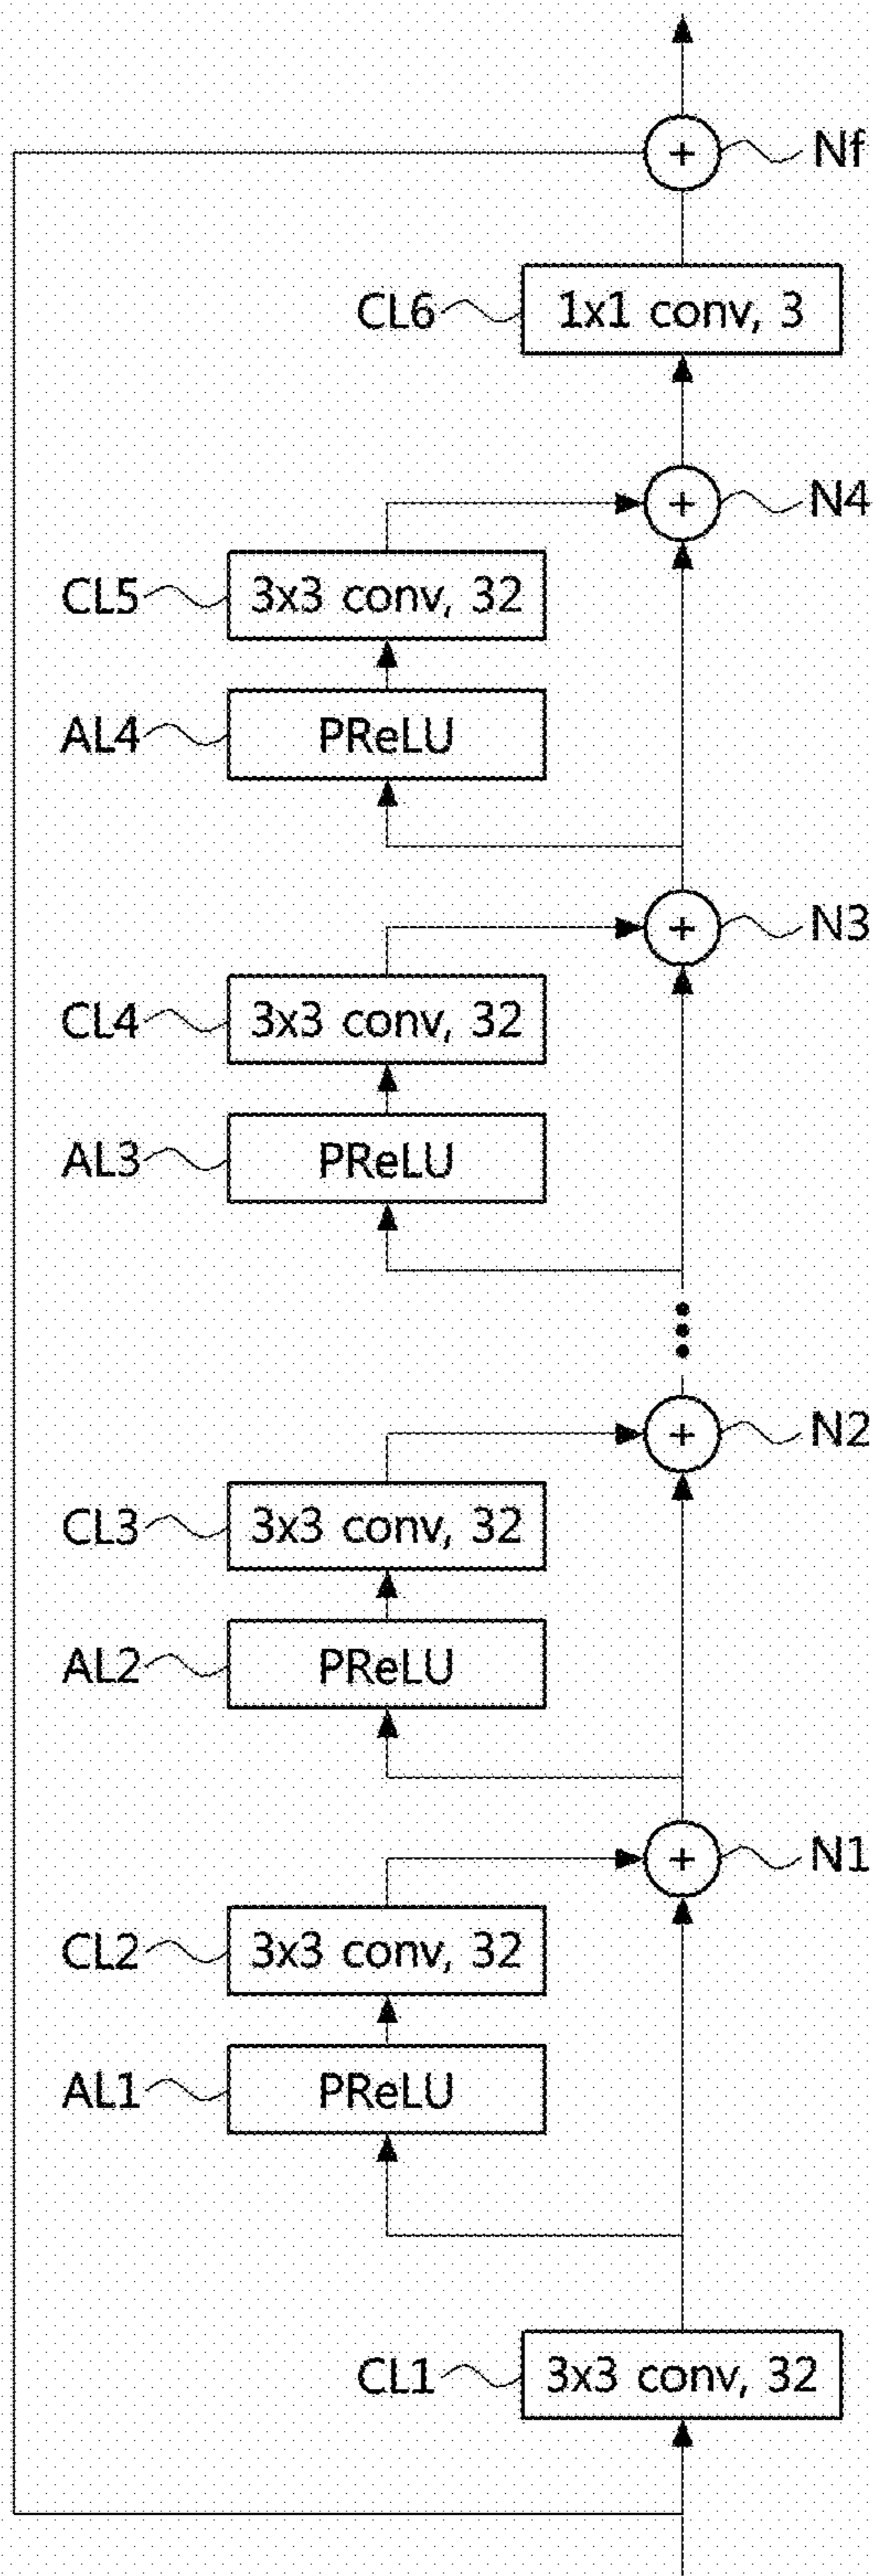 + Nf
CL6 1x1 conv, 3
+ N4
CL5 3x3 conv, 32
AL4 PReLU
+ N3
CL4 3x3 conv, 32
AL3 PReLU
+ N2
CL3 3x3 conv, 32
AL2 PReLU
+ N1
CL2 3x3 conv, 32
AL1 PReLU
CL1 3x3 conv, 32